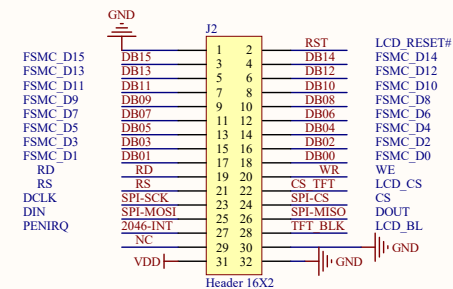 GND
J2
1 2 RST LCD_RESET#
FSMC_D15 DB15 3 4 DB14 FSMC_D14
FSMC_D13 DB13 5 6 DB12 FSMC_D12
FSMC_D11 DB11 7 8 DB10 FSMC_D10
FSMC_D9 DB09 9 10 DB08 FSMC_D8
FSMC_D7 DB07 11 12 DB06 FSMC_D6
FSMC_D5 DB05 13 14 DB04 FSMC_D4
FSMC_D3 DB03 15 16 DB02 FSMC_D2
FSMC_D1 DB01 17 18 DB00 FSMC_D0
RD RD 19 20 WR WE
RS RS 21 22 CS_TFT LCD_CS
DCLK SPI-SCK 23 24 SPI-CS CS
DIN SPI-MOSI 25 26 SPI-MISO DOUT
PENIRQ 2046-INT 27 28 TFT_BLK LCD_BL
NC 29 30 GND
VDD 31 32 GND
Header 16X2